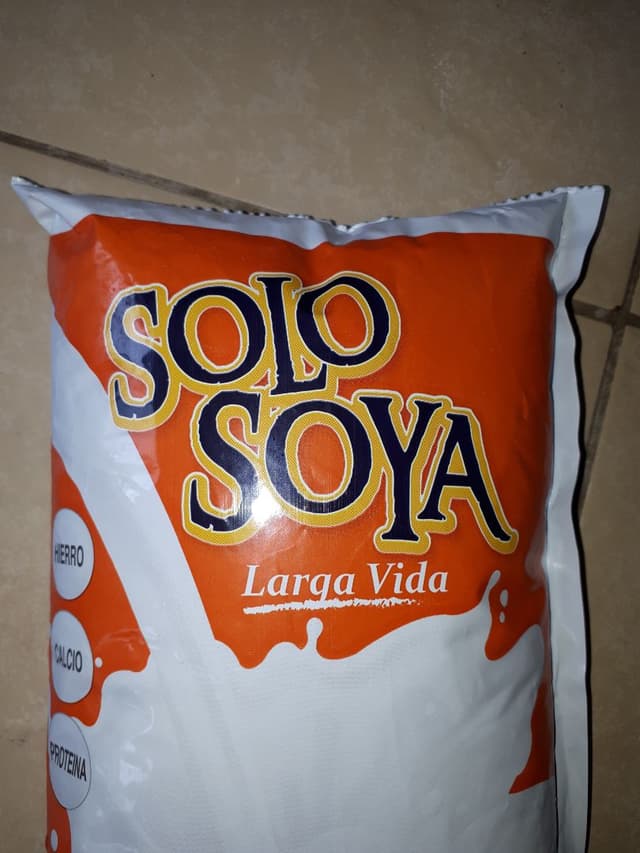 SOLO
SOYA
Larga Vida
HIERRO
CALCIO
PROTEINA